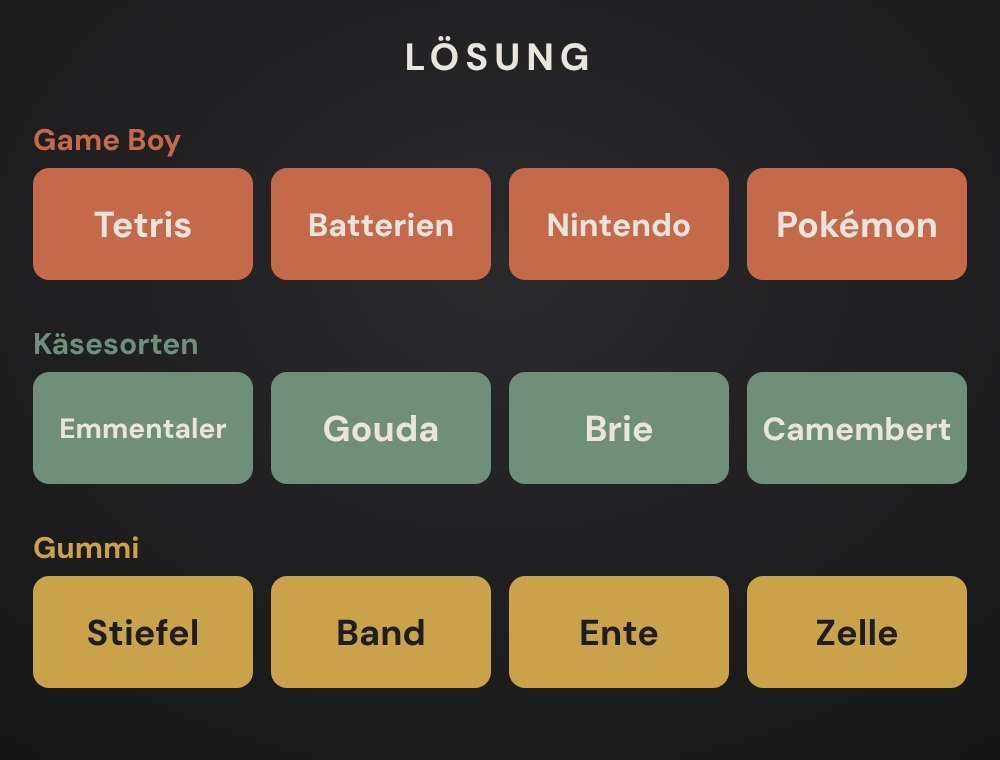 LÖSUNG
Game Boy
Tetris Batterien Nintendo Pokémon
Käsesorten
Emmentaler Gouda Brie Camembert
Gummi
Stiefel Band Ente Zelle